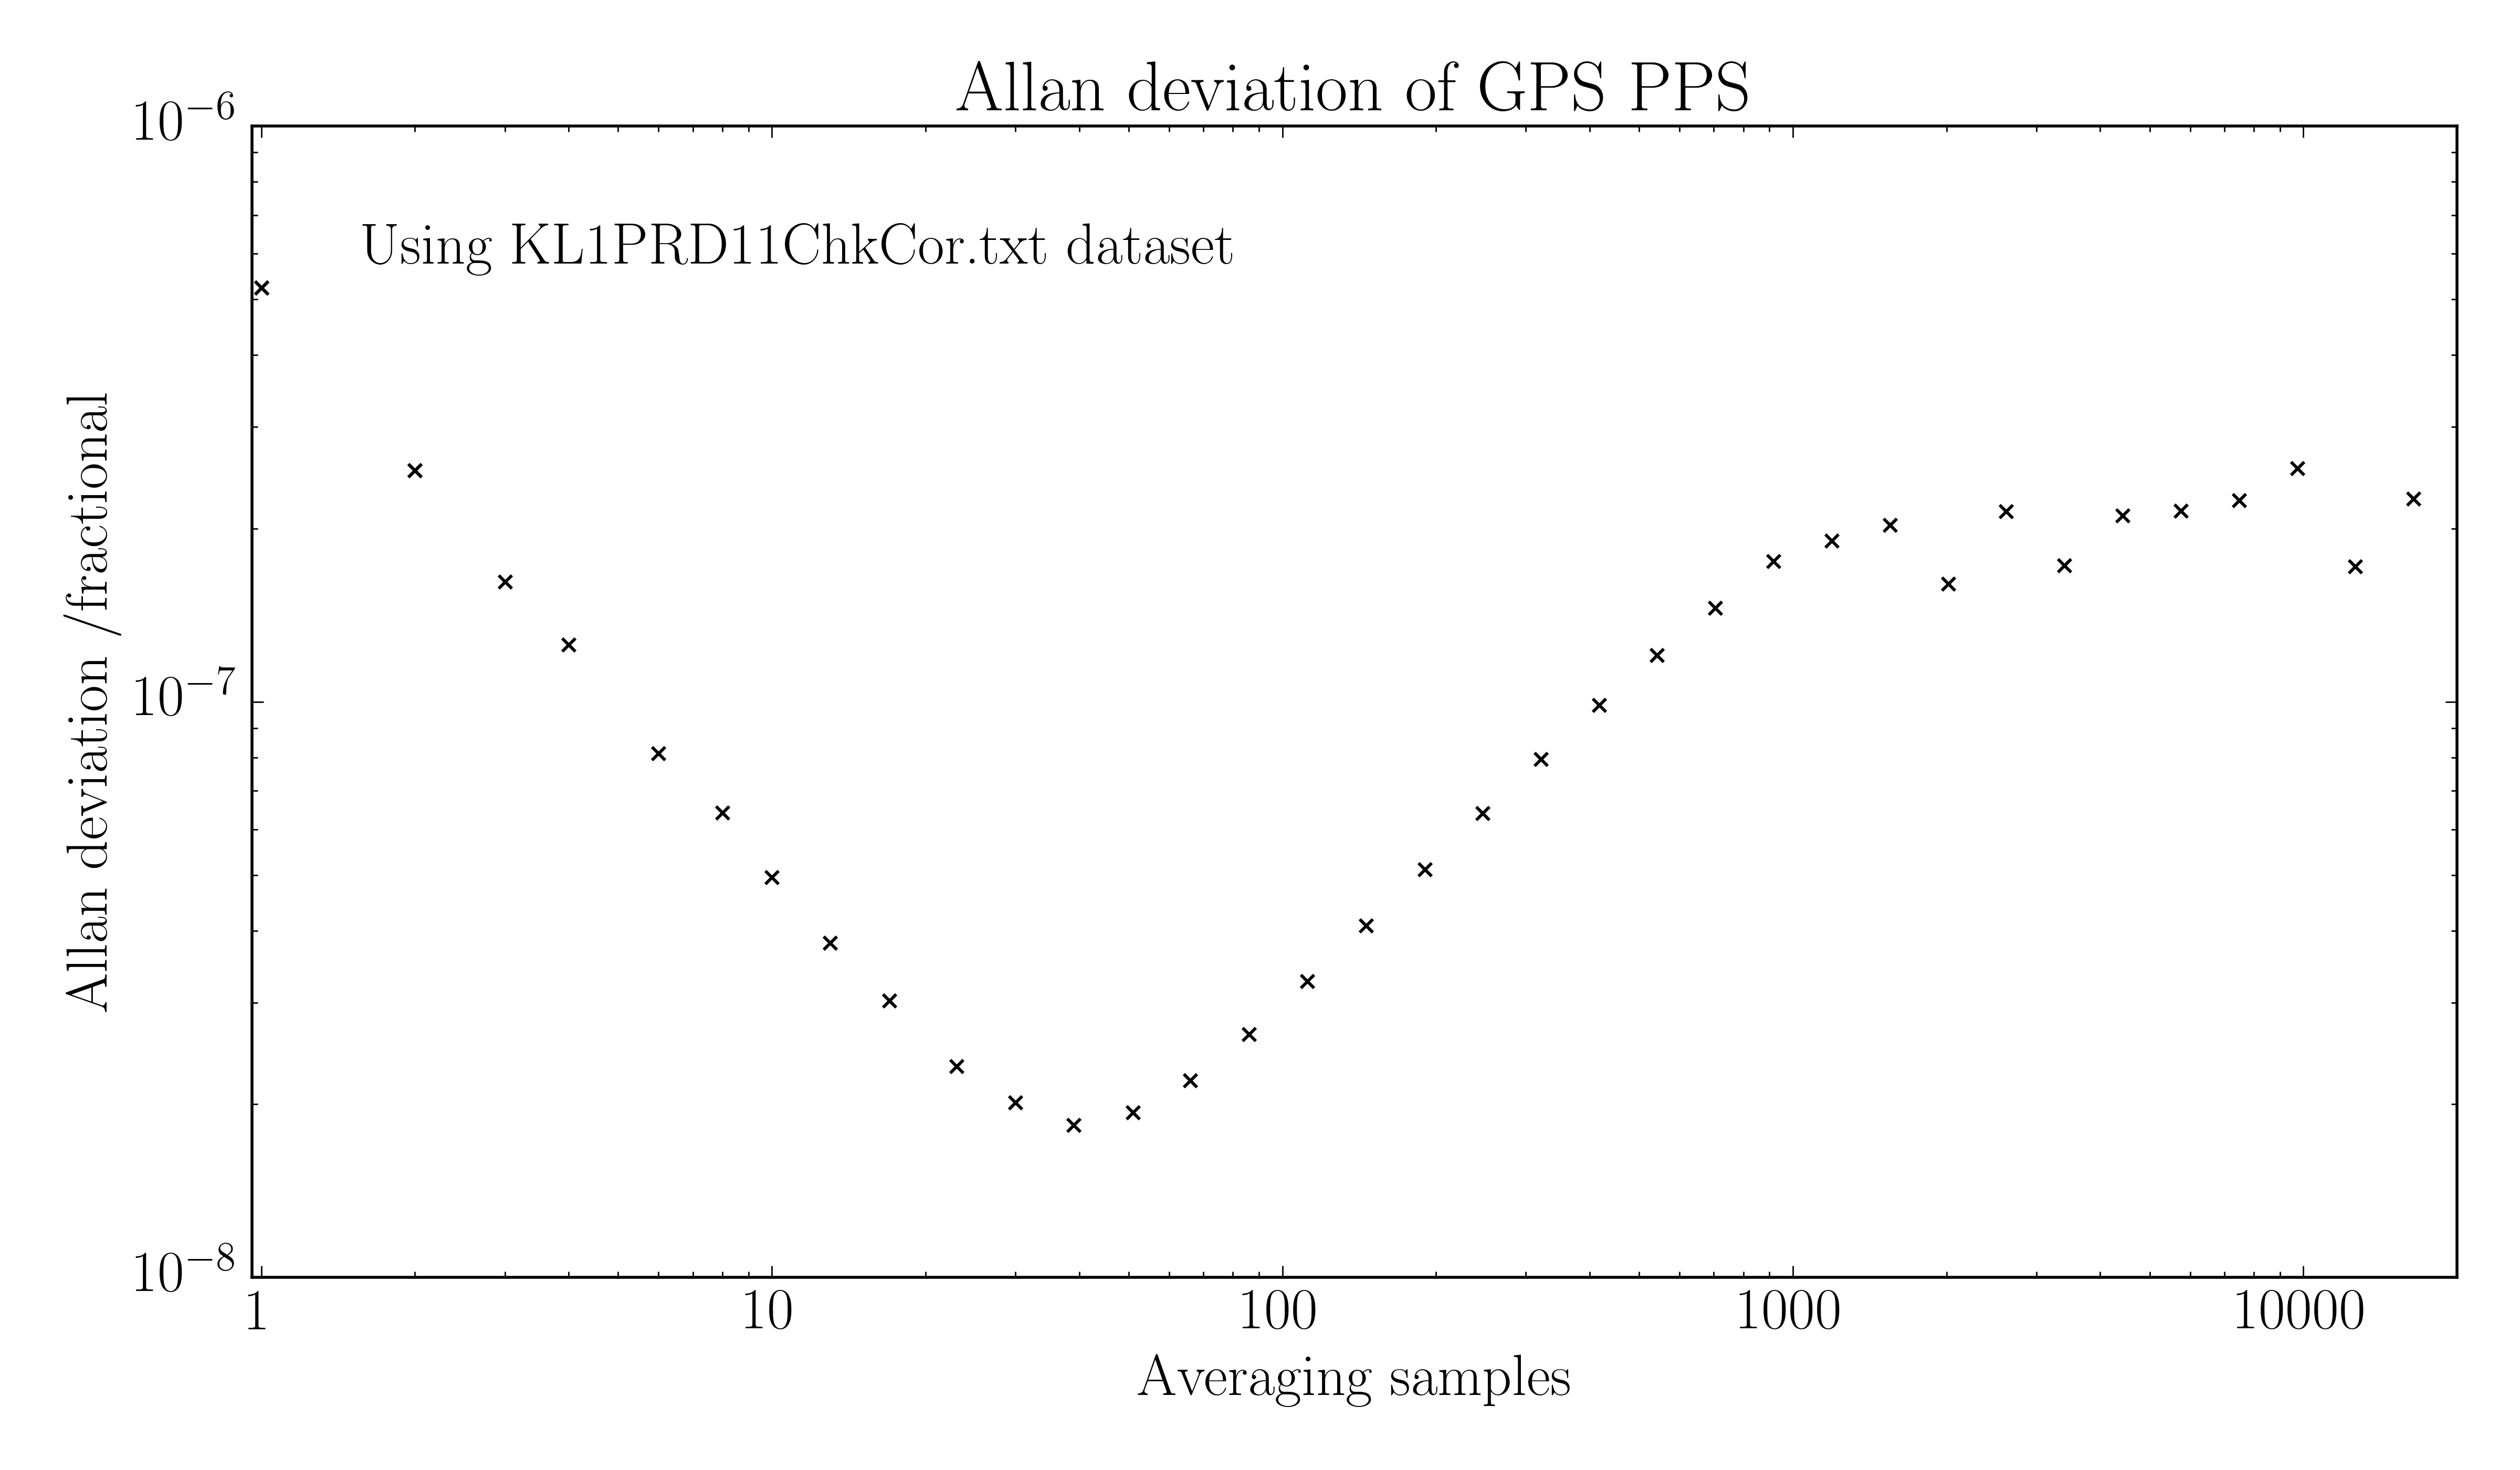 Allan deviation of GPS PPS
10−6
Using KL1PRD11ChkCor.txt dataset
Allan deviation /fractional
10−7
10−8
1 10 100 1000 10000
Averaging samples